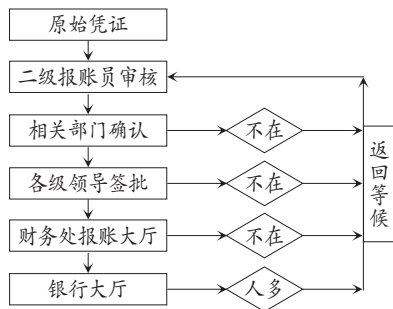 原始凭证
二级报账员审核
相关部门确认
不在
各级领导签批
不在
财务处报账大厅
不在
银行大厅
人多
返回等候